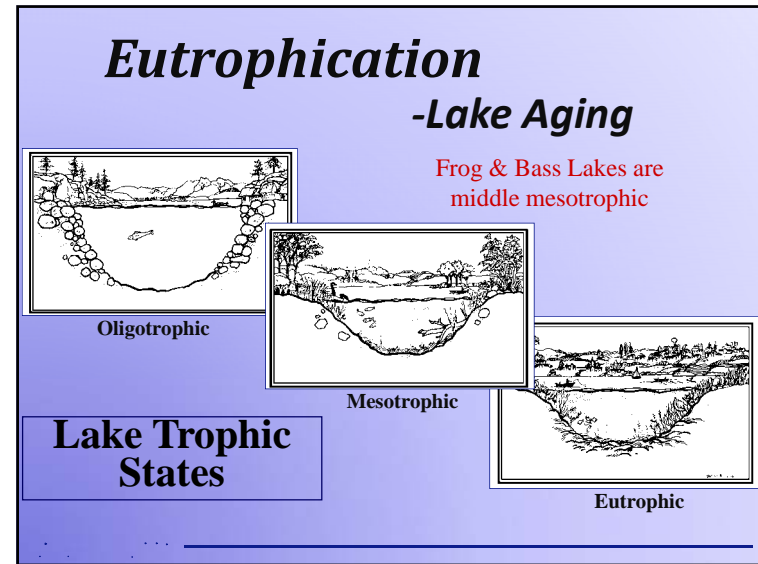 Eutrophication
-Lake Aging
Frog & Bass Lakes are
middle mesotrophic
Oligotrophic
Mesotrophic
Eutrophic
Lake Trophic
States